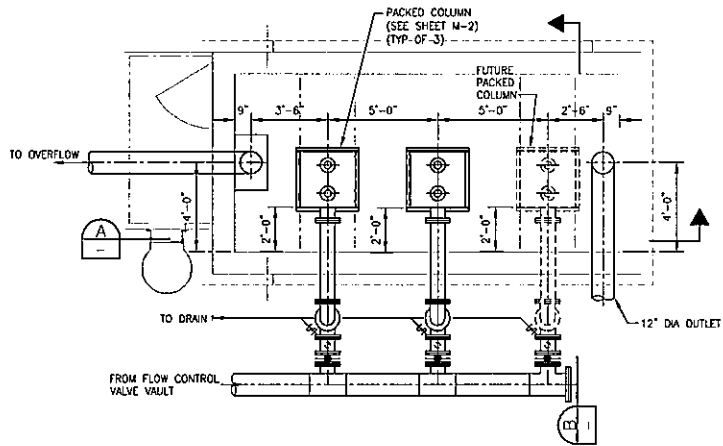 PACKED COLUMN
(SEE SHEET M-2)
(TYP-OF-3)
FUTURE
PACKED
COLUMN
9"
3'-6"
5'-0"
5'-0"
2'-6"
9"
TO OVERFLOW
4'-0"
4'-0"
2'-0"
2'-0"
2'-0"
A
-
TO DRAIN
12" DIA OUTLET
FROM FLOW CONTROL
VALVE VAULT
B
-